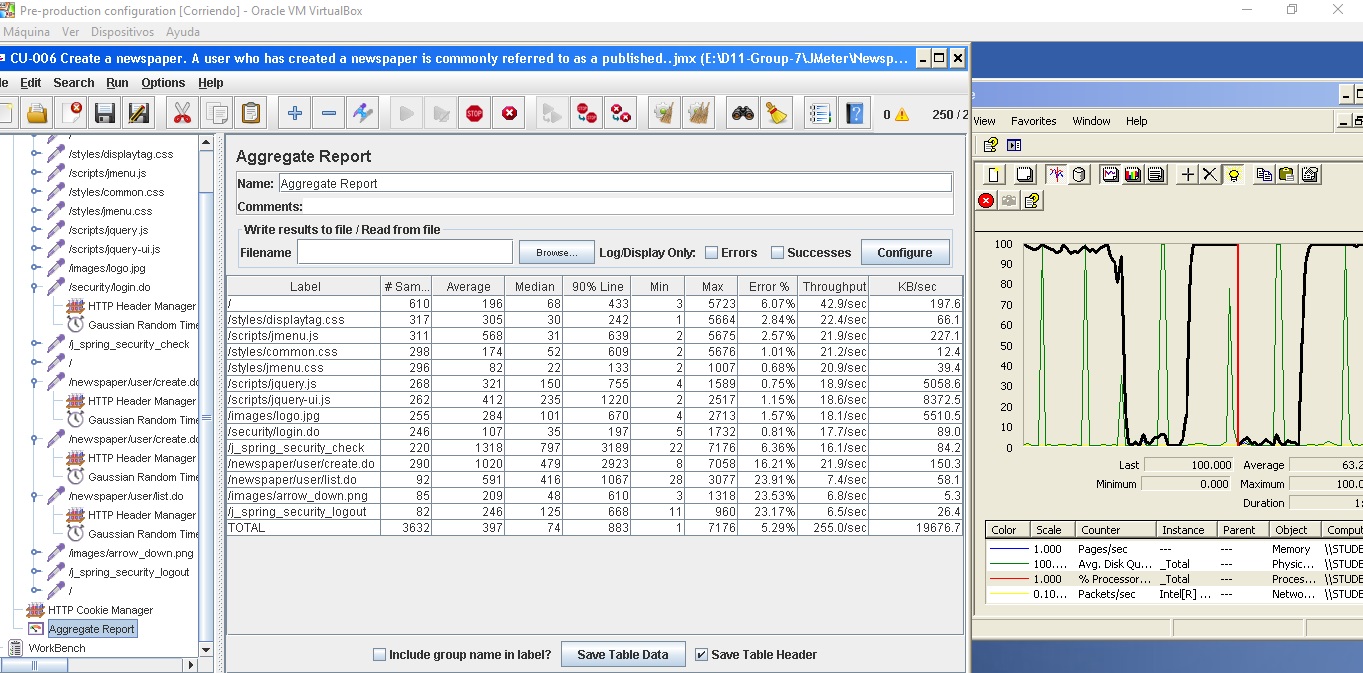 Pre-production configuration [Corriendo] - Oracle VM VirtualBox
Máquina Ver Dispositivos Ayuda
CU-006 Create a newspaper. A user who has created a newspaper is commonly referred to as a published..jmx (E:\D11-Group-7\JMeter\Newsp...
le Edit Search Run Options Help
STOP
0
250 / 2
/
/styles/displaytag.css
/scripts/jmenu.js
/styles/common.css
/styles/jmenu.css
/scripts/jquery.js
/scripts/jquery-ui.js
/images/logo.jpg
/security/login.do
HTTP Header Manager
Gaussian Random Time
/j_spring_security_check
/
/newspaper/user/create.do
HTTP Header Manager
Gaussian Random Time
/newspaper/user/create.do
HTTP Header Manager
Gaussian Random Time
/newspaper/user/list.do
HTTP Header Manager
Gaussian Random Time
/images/arrow_down.png
/j_spring_security_logout
/
HTTP Cookie Manager
Aggregate Report
WorkBench
Aggregate Report
Name: Aggregate Report
Comments:
Write results to file / Read from file
Filename Browse... Log/Display Only: Errors Successes Configure
Label # Sam... Average Median 90% Line Min Max Error % Throughput KB/sec
/ 610 196 68 433 3 5723 6.07% 42.9/sec 197.6
/styles/displaytag.css 317 305 30 242 1 5664 2.84% 22.4/sec 66.1
/scripts/jmenu.js 311 568 31 639 2 5675 2.57% 21.9/sec 227.1
/styles/common.css 298 174 52 609 2 5676 1.01% 21.2/sec 12.4
/styles/jmenu.css 296 82 22 133 2 1007 0.68% 20.9/sec 39.4
/scripts/jquery.js 268 321 150 755 4 1589 0.75% 18.9/sec 5058.6
/scripts/jquery-ui.js 262 412 235 1220 2 2517 1.15% 18.6/sec 8372.5
/images/logo.jpg 255 284 101 670 4 2713 1.57% 18.1/sec 5510.5
/security/login.do 246 107 35 197 5 1732 0.81% 17.7/sec 89.0
/j_spring_security_check 220 1318 797 3189 22 7176 6.36% 16.1/sec 84.2
/newspaper/user/create.do 290 1020 479 2923 8 7058 16.21% 21.9/sec 150.3
/newspaper/user/list.do 92 591 416 1067 28 3077 23.91% 7.4/sec 58.1
/images/arrow_down.png 85 209 48 610 3 1318 23.53% 6.8/sec 5.3
/j_spring_security_logout 82 246 125 668 11 960 23.17% 6.5/sec 26.4
TOTAL 3632 397 74 883 1 7176 5.29% 255.0/sec 19676.7
Include group name in label? Save Table Data Save Table Header
View Favorites Window Help
100
90
80
70
60
50
40
30
20
10
0
Last 100.000 Average 63.2
Minimum 0.000 Maximum 100.0
Duration 1:
Color Scale Counter Instance Parent Object Comput
1.000 Pages/sec --- --- Memory \\STUDE
100.... Avg. Disk Qu... _Total --- Physic... \\STUDE
1.000 % Processor... _Total --- Proces... \\STUDE
0.10... Packets/sec Intel[R] ... --- Netwo... \\STUDE